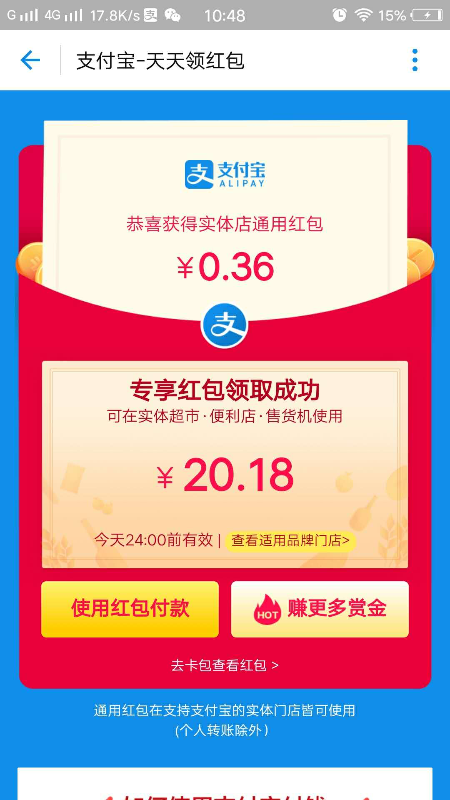 G 4G 17.8K/s 支 10:48 15%
支付宝-天天领红包
支 支付宝
ALIPAY
恭喜获得实体店通用红包
¥0.36
支
专享红包领取成功
可在实体超市·便利店·售货机使用
¥ 20.18
今天24:00前有效 | 查看适用品牌门店>
使用红包付款
HOT 赚更多赏金
去卡包查看红包 >
通用红包在支持支付宝的实体门店皆可使用
(个人转账除外)